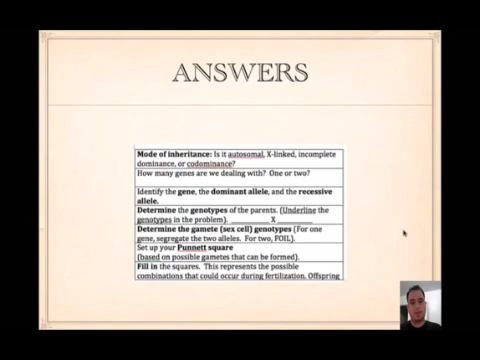 ANSWERS
Mode of inheritance: Is it autosomal, X-linked, incomplete
dominance, or codominance?
How many genes are we dealing with? One or two?
Identify the gene, the dominant allele, and the recessive
allele.
Determine the genotypes of the parents. (Underline the
genotypes in the problem). ________ X ________
Determine the gamete (sex cell) genotypes (For one
gene, segregate the two alleles. For two, FOIL).
Set up your Punnett square
(based on possible gametes that can be formed).
Fill in the squares. This represents the possible
combinations that could occur during fertilization. Offspring